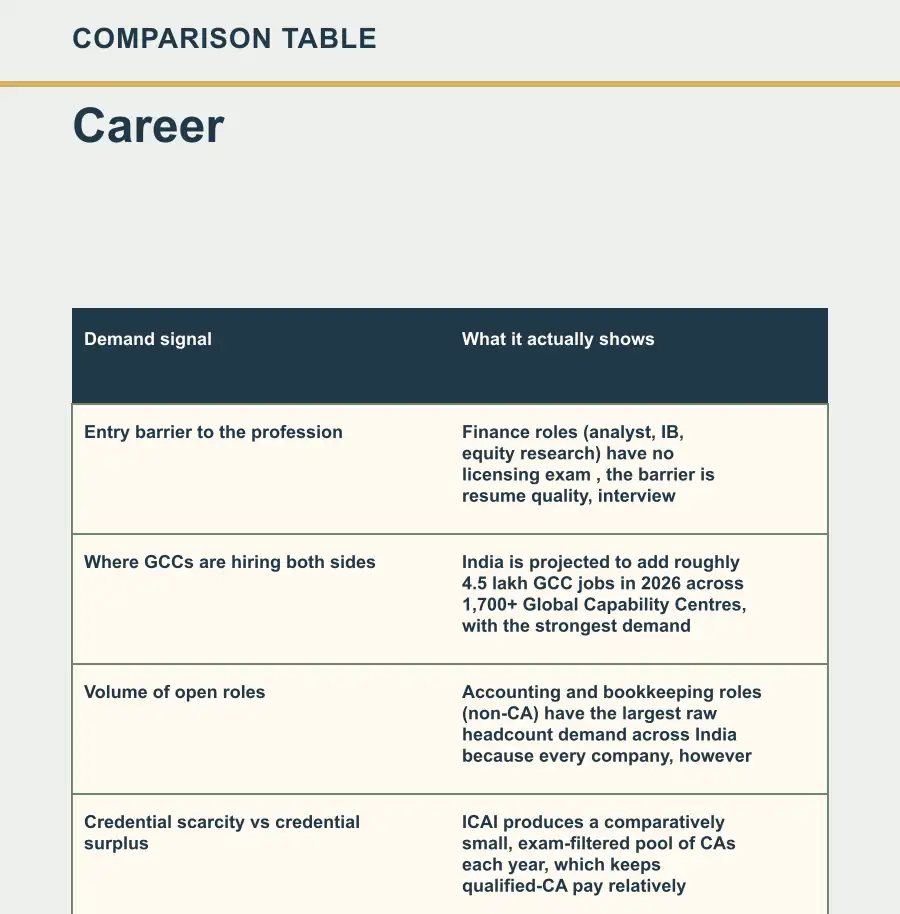 COMPARISON TABLE
Career
Demand signal
What it actually shows
Entry barrier to the profession
Finance roles (analyst, IB,
equity research) have no
licensing exam , the barrier is
resume quality, interview
Where GCCs are hiring both sides
India is projected to add roughly
4.5 lakh GCC jobs in 2026 across
1,700+ Global Capability Centres,
with the strongest demand
Volume of open roles
Accounting and bookkeeping roles
(non-CA) have the largest raw
headcount demand across India
because every company, however
Credential scarcity vs credential
surplus
ICAI produces a comparatively
small, exam-filtered pool of CAs
each year, which keeps
qualified-CA pay relatively